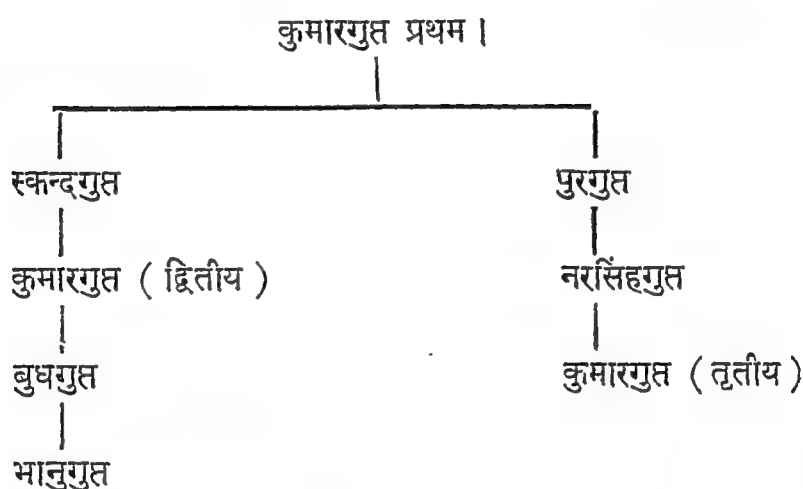 कुमारगुप्त प्रथम।
स्कन्दगुप्त पुरगुप्त
कुमारगुप्त ( द्वितीय ) नरसिंहगुप्त
बुधगुप्त कुमारगुप्त ( तृतीय )
भानुगुप्त